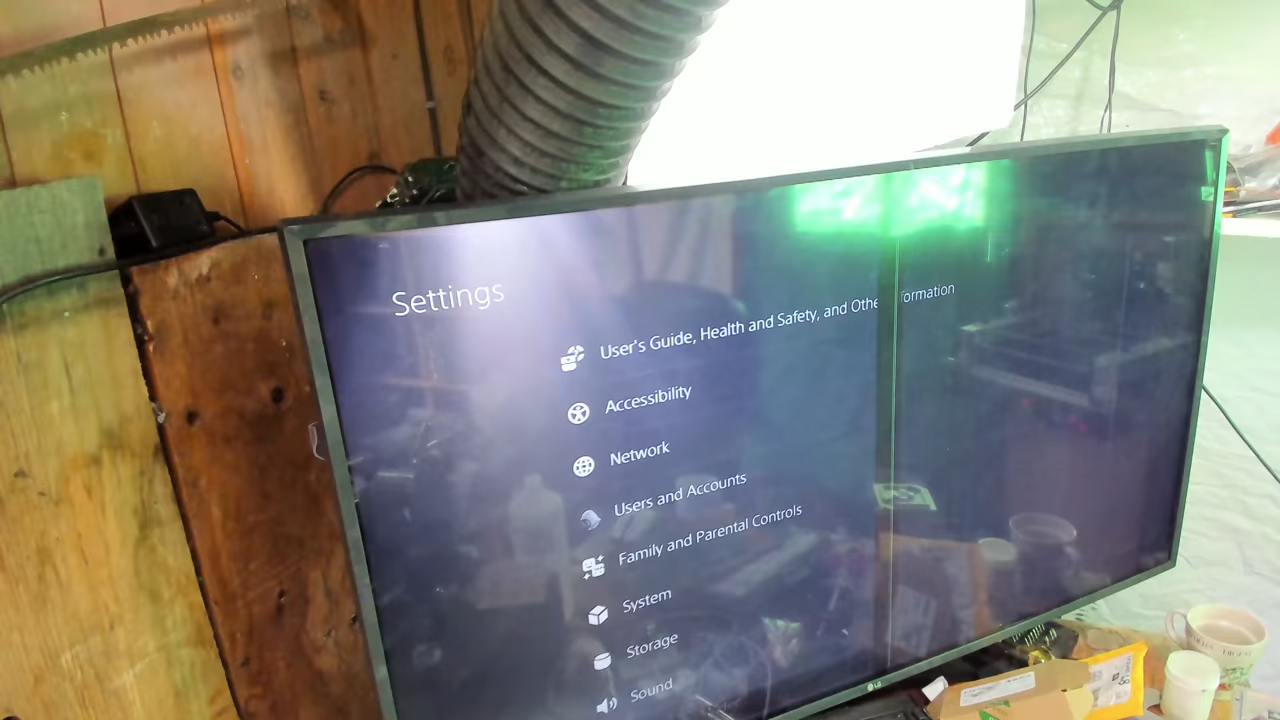 Settings
User's Guide, Health and Safety, and Othe formation
Accessibility
Network
Users and Accounts
Family and Parental Controls
System
Storage
Sound
LG